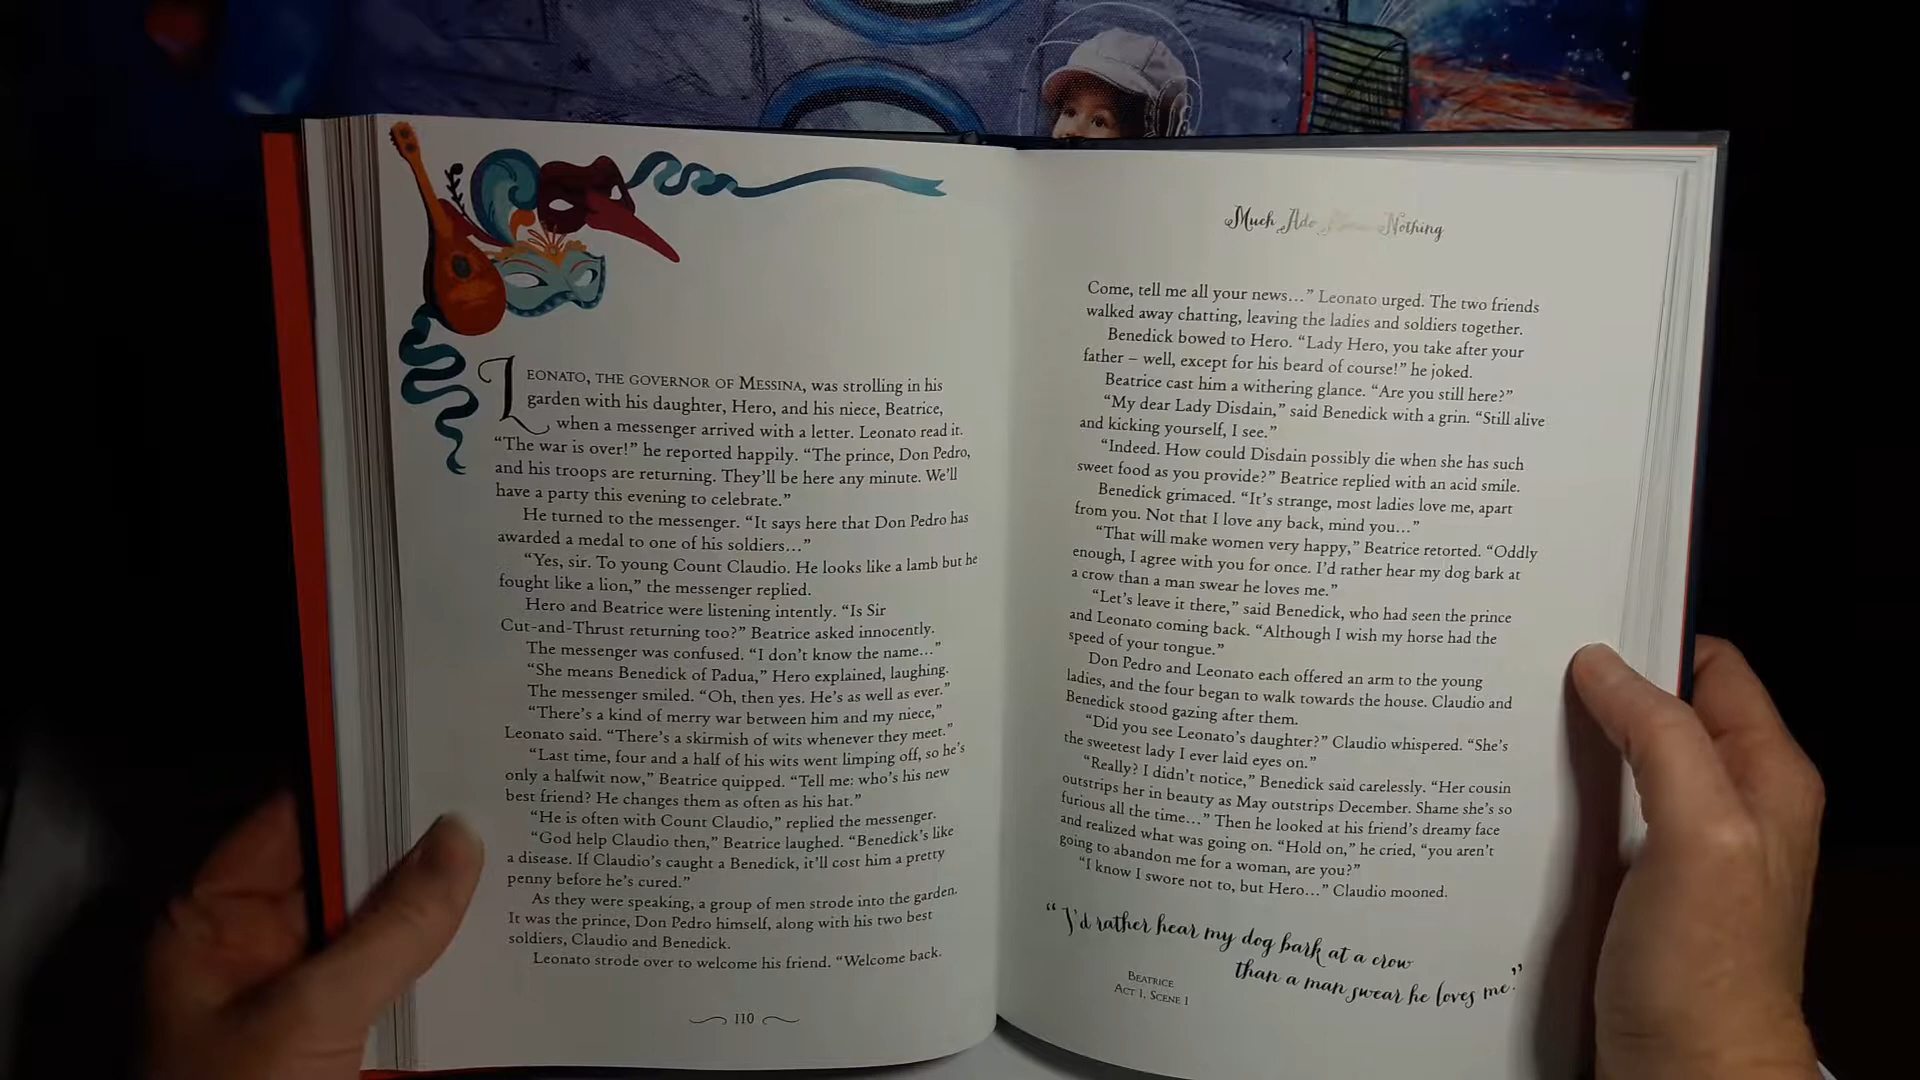 LEONATO, THE GOVERNOR OF MESSINA, was strolling in his
garden with his daughter, Hero, and his niece, Beatrice,
when a messenger arrived with a letter. Leonato read it.
“The war is over!” he reported happily. “The prince, Don Pedro,
and his troops are returning. They’ll be here any minute. We’ll
have a party this evening to celebrate.”
He turned to the messenger. “It says here that Don Pedro has
awarded a medal to one of his soldiers…”
“Yes, sir. To young Count Claudio. He looks like a lamb but he
fought like a lion,” the messenger replied.
Hero and Beatrice were listening intently. “Is Sir
Cut-and-Thrust returning too?” Beatrice asked innocently.
The messenger was confused. “I don’t know the name…”
“She means Benedick of Padua,” Hero explained, laughing.
The messenger smiled. “Oh, then yes. He’s as well as ever.”
“There’s a kind of merry war between him and my niece,”
Leonato said. “There’s a skirmish of wits whenever they meet.”
“Last time, four and a half of his wits went limping off, so he’s
only a halfwit now,” Beatrice quipped. “Tell me: who’s his new
best friend? He changes them as often as his hat.”
“He is often with Count Claudio,” replied the messenger.
“God help Claudio then,” Beatrice laughed. “Benedick’s like
a disease. If Claudio’s caught a Benedick, it’ll cost him a pretty
penny before he’s cured.”
As they were speaking, a group of men strode into the garden.
It was the prince, Don Pedro himself, along with his two best
soldiers, Claudio and Benedick.
Leonato strode over to welcome his friend. “Welcome back.
110
Much Ado Nothing
Come, tell me all your news…” Leonato urged. The two friends
walked away chatting, leaving the ladies and soldiers together.
Benedick bowed to Hero. “Lady Hero, you take after your
father – well, except for his beard of course!” he joked.
Beatrice cast him a withering glance. “Are you still here?”
“My dear Lady Disdain,” said Benedick with a grin. “Still alive
and kicking yourself, I see.”
“Indeed. How could Disdain possibly die when she has such
sweet food as you provide?” Beatrice replied with an acid smile.
Benedick grimaced. “It’s strange, most ladies love me, apart
from you. Not that I love any back, mind you…”
“That will make women very happy,” Beatrice retorted. “Oddly
enough, I agree with you for once. I’d rather hear my dog bark at
a crow than a man swear he loves me.”
“Let’s leave it there,” said Benedick, who had seen the prince
and Leonato coming back. “Although I wish my horse had the
speed of your tongue.”
Don Pedro and Leonato each offered an arm to the young
ladies, and the four began to walk towards the house. Claudio and
Benedick stood gazing after them.
“Did you see Leonato’s daughter?” Claudio whispered. “She’s
the sweetest lady I ever laid eyes on.”
“Really? I didn’t notice,” Benedick said carelessly. “Her cousin
outstrips her in beauty as May outstrips December. Shame she’s so
furious all the time…” Then he looked at his friend’s dreamy face
and realized what was going on. “Hold on,” he cried, “you aren’t
going to abandon me for a woman, are you?”
“I know I swore not to, but Hero…” Claudio mooned.
“I’d rather hear my dog bark at a crow
than a man swear he loves me.”
BEATRICE
ACT 1, SCENE 1